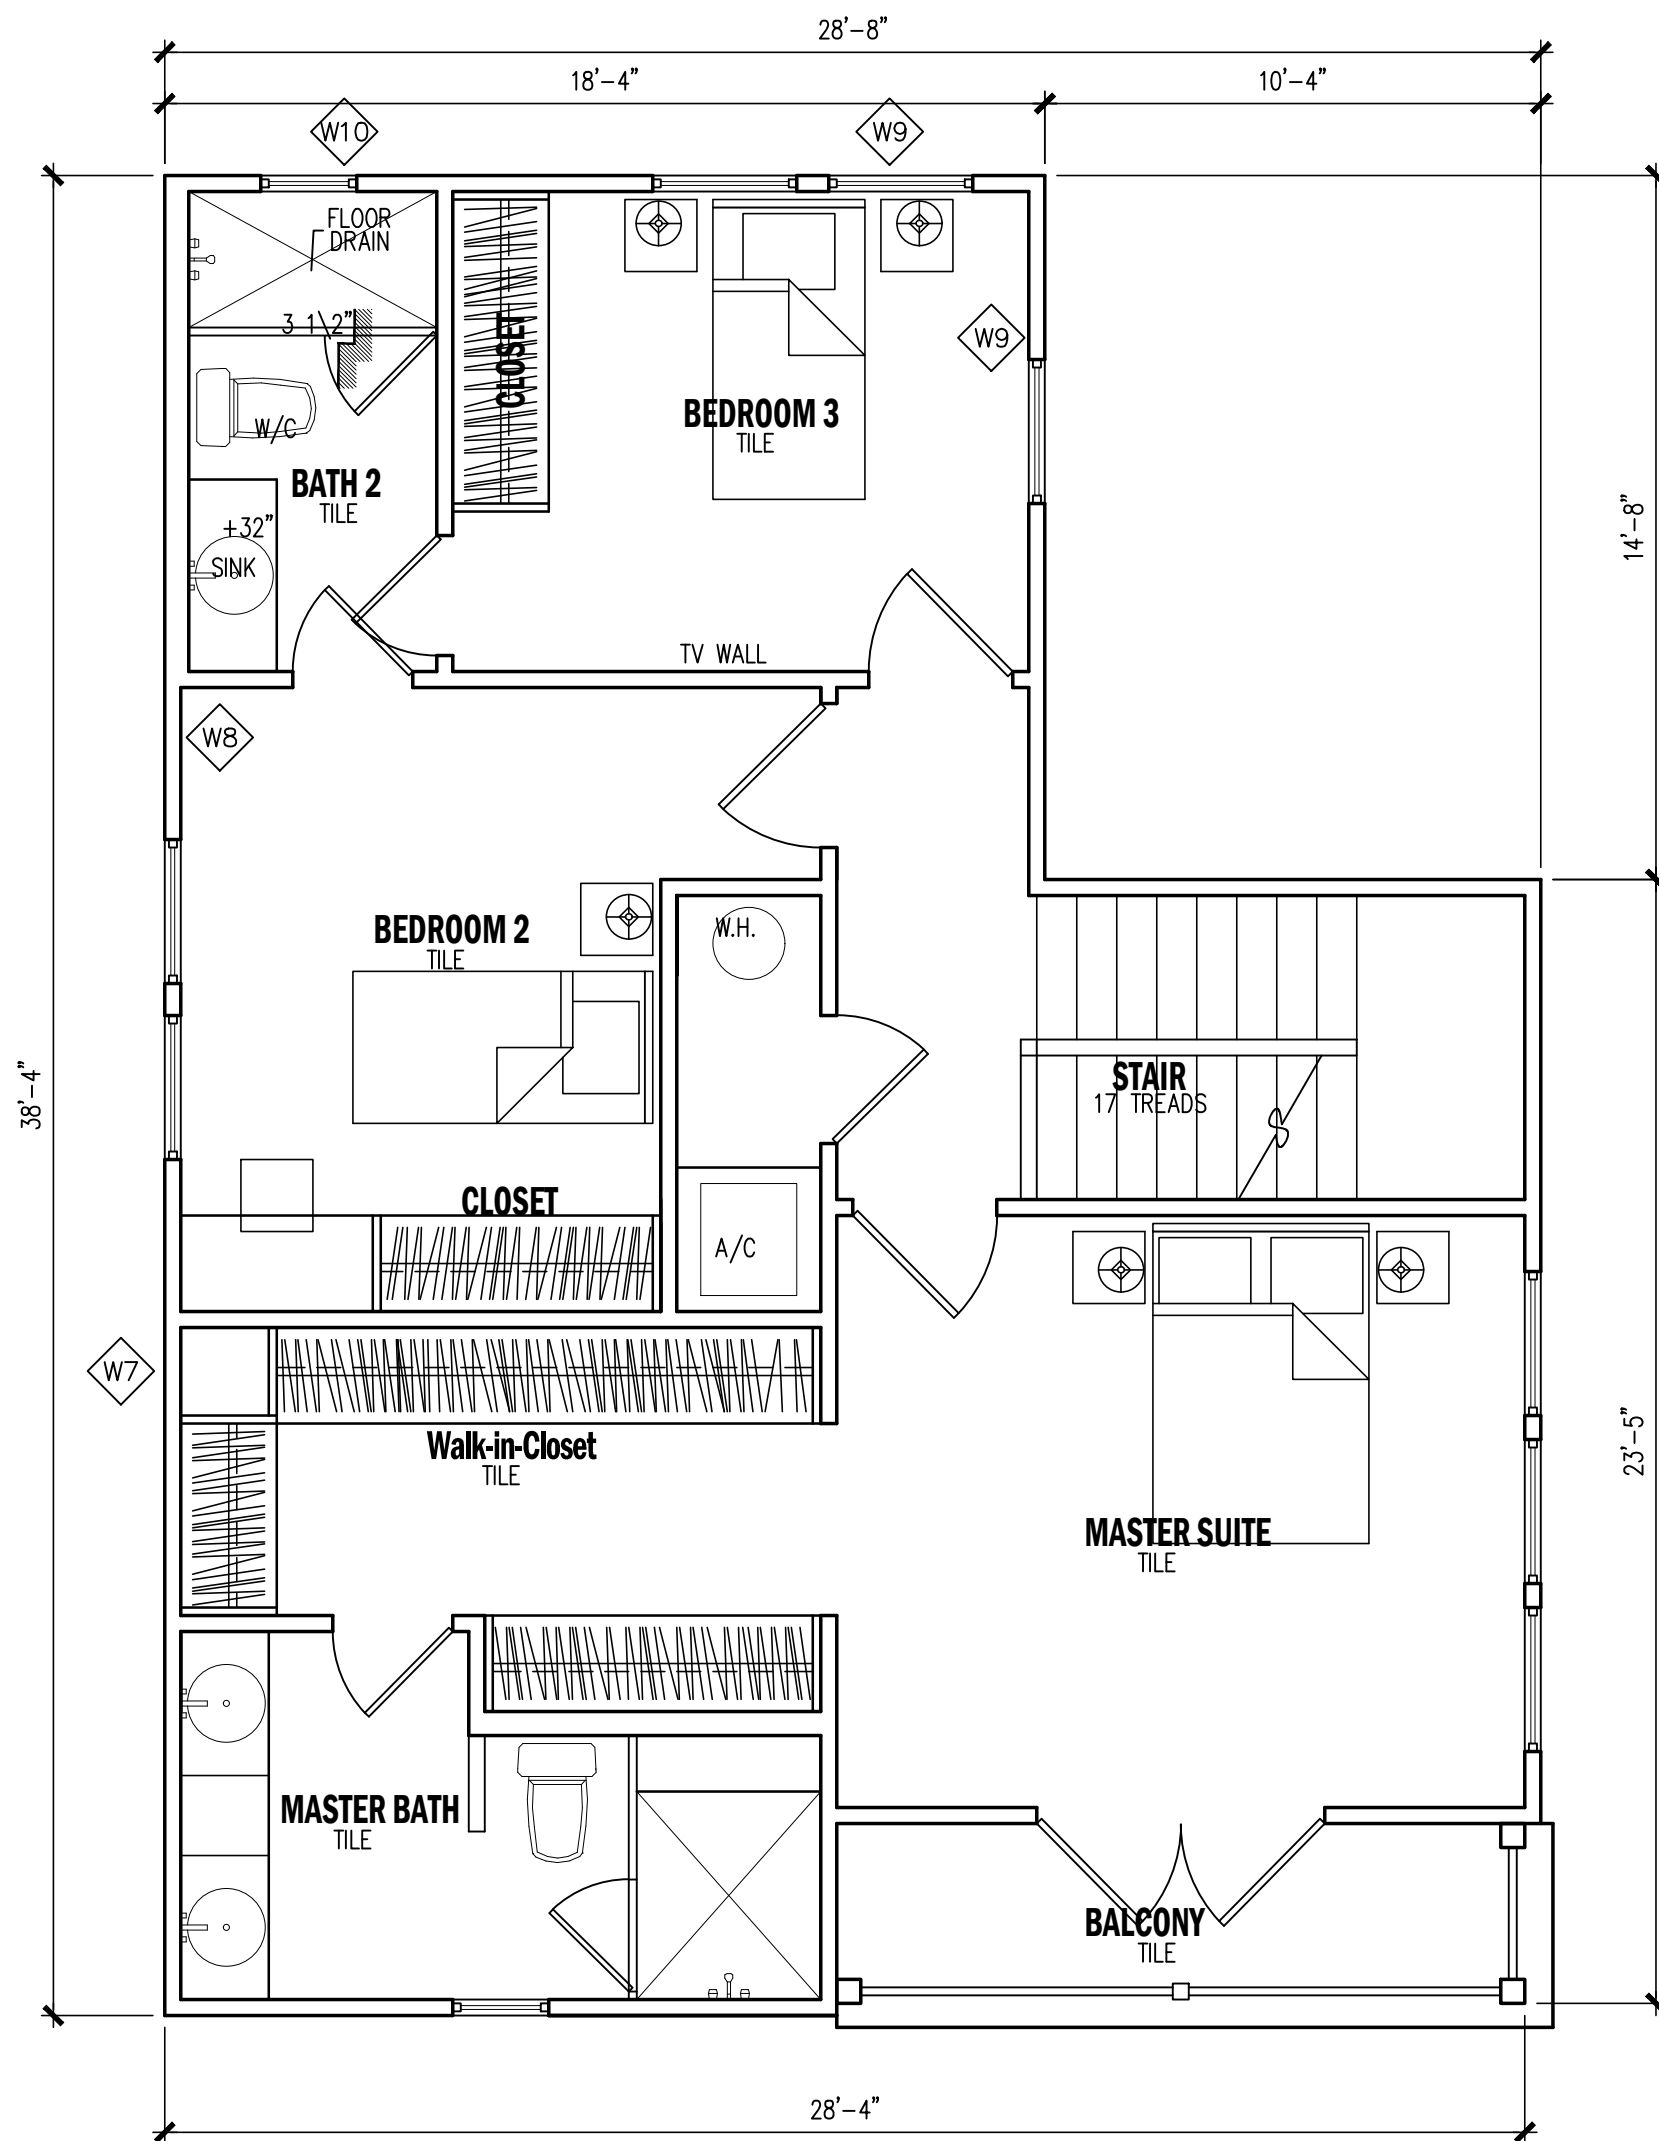 28'-8"
18'-4"
10'-4"
W10
W9
FLOOR
DRAIN
3 1\2"
CLOSET
W9
BEDROOM 3
TILE
W/C
BATH 2
TILE
+32"
SINK
14'-8"
TV WALL
W8
BEDROOM 2
TILE
W.H.
38'-4"
STAIR
17 TREADS
CLOSET
A/C
W7
Walk-in-Closet
TILE
23'-5"
MASTER SUITE
TILE
MASTER BATH
TILE
BALCONY
TILE
28'-4"